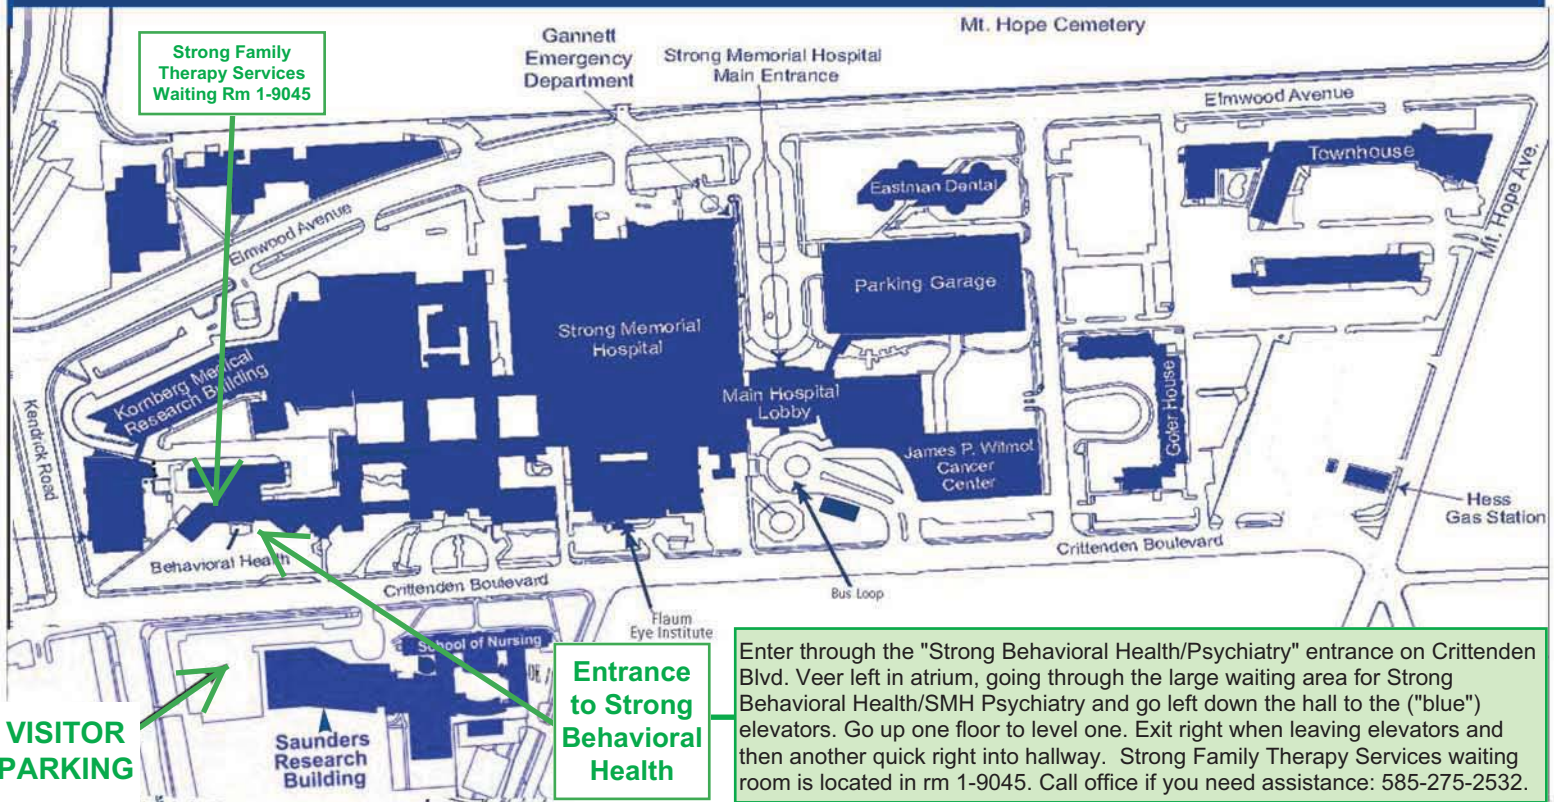 Mt. Hope Cemetery
Strong Family
Therapy Services
Waiting Rm 1-9045
Gannett
Emergency
Department
Strong Memorial Hospital
Main Entrance
Elmwood Avenue
Townhouse
Eastman Dental
Mt. Hope Ave.
Elmwood Avenue
Parking Garage
Strong Memorial
Hospital
Kornberg Medical
Research Building
Kendrick Road
Main Hospital
Lobby
Goler House
James P. Wilmot
Cancer
Center
Hess
Gas Station
Behavioral Health
Crittenden Boulevard
Crittenden Boulevard
Bus Loop
Flaum
Eye Institute
School of Nursing
VISITOR
PARKING
Saunders
Research
Building
Entrance
to Strong
Behavioral
Health
Enter through the "Strong Behavioral Health/Psychiatry" entrance on Crittenden
Blvd. Veer left in atrium, going through the large waiting area for Strong
Behavioral Health/SMH Psychiatry and go left down the hall to the ("blue")
elevators. Go up one floor to level one. Exit right when leaving elevators and
then another quick right into hallway.  Strong Family Therapy Services waiting
room is located in rm 1-9045. Call office if you need assistance: 585-275-2532.